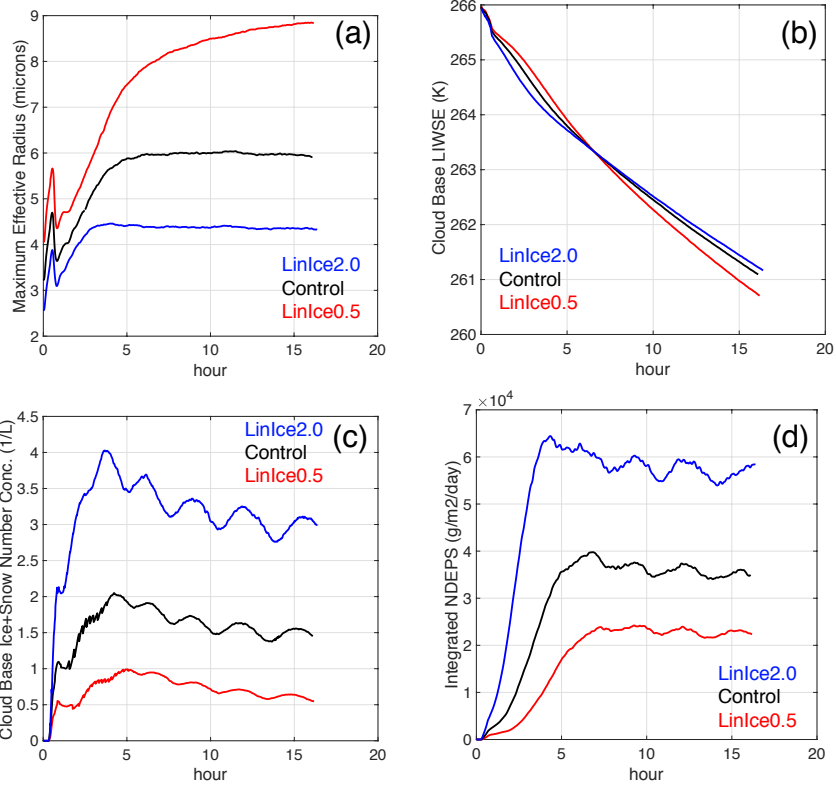 (a)
Maximum Effective Radius (microns)
9
8
7
6
5
4
3
2
0
5
10
15
20
hour
LinIce2.0
Control
LinIce0.5
(b)
Cloud Base LIWSE (K)
266
265
264
263
262
261
260
0
5
10
15
20
hour
LinIce2.0
Control
LinIce0.5
(c)
Cloud Base Ice+Snow Number Conc. (1/L)
4.5
4
3.5
3
2.5
2
1.5
1
0.5
0
0
5
10
15
20
hour
LinIce2.0
Control
LinIce0.5
(d)
Integrated NDEPS (g/m2/day)
×10⁴
7
6
5
4
3
2
1
0
0
5
10
15
20
hour
LinIce2.0
Control
LinIce0.5